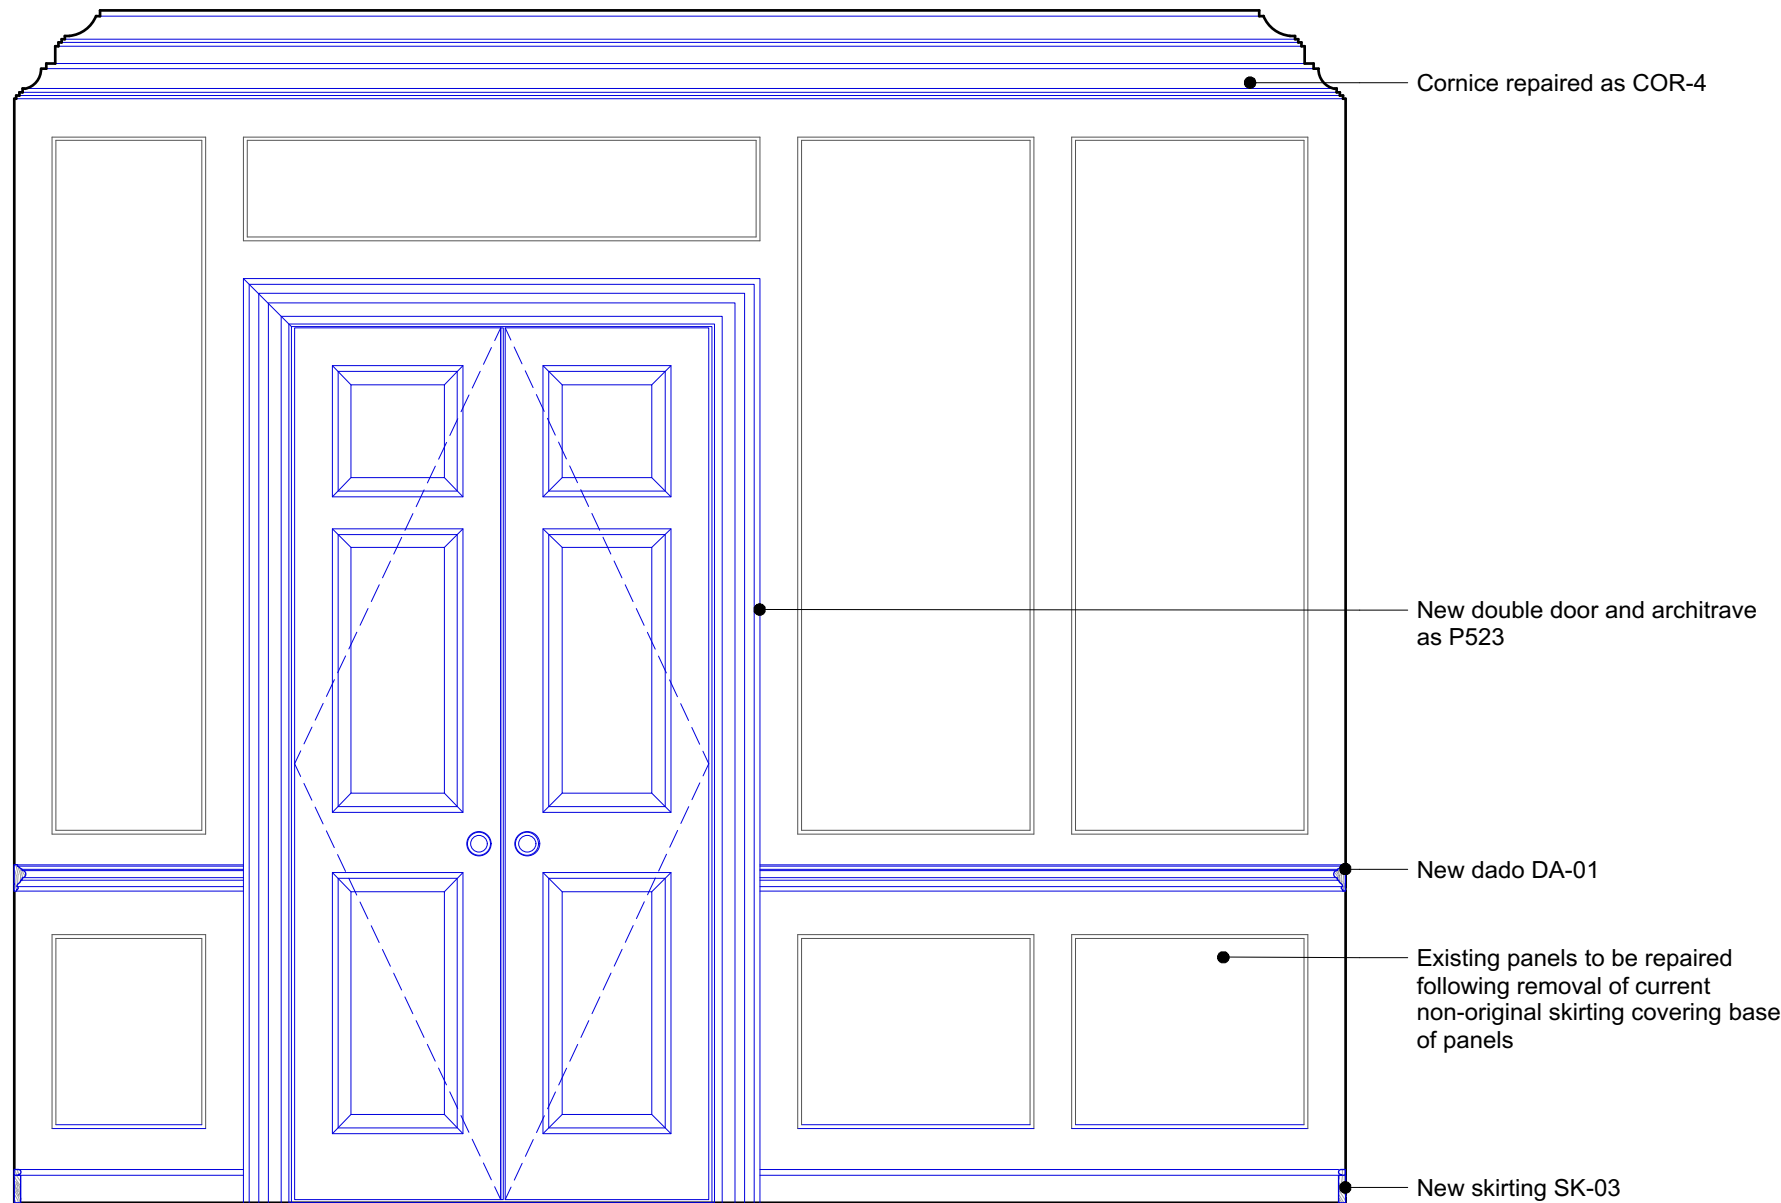 Cornice repaired as COR-4
New double door and architrave
as P523
New dado DA-01
Existing panels to be repaired
following removal of current
non-original skirting covering base
of panels
New skirting SK-03